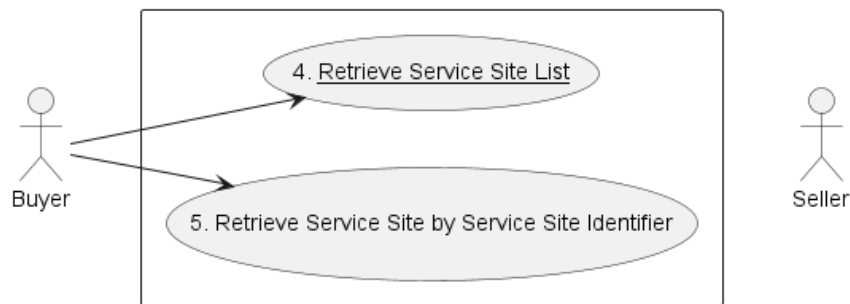 4. Retrieve Service Site List
Buyer
Seller
5. Retrieve Service Site by Service Site Identifier